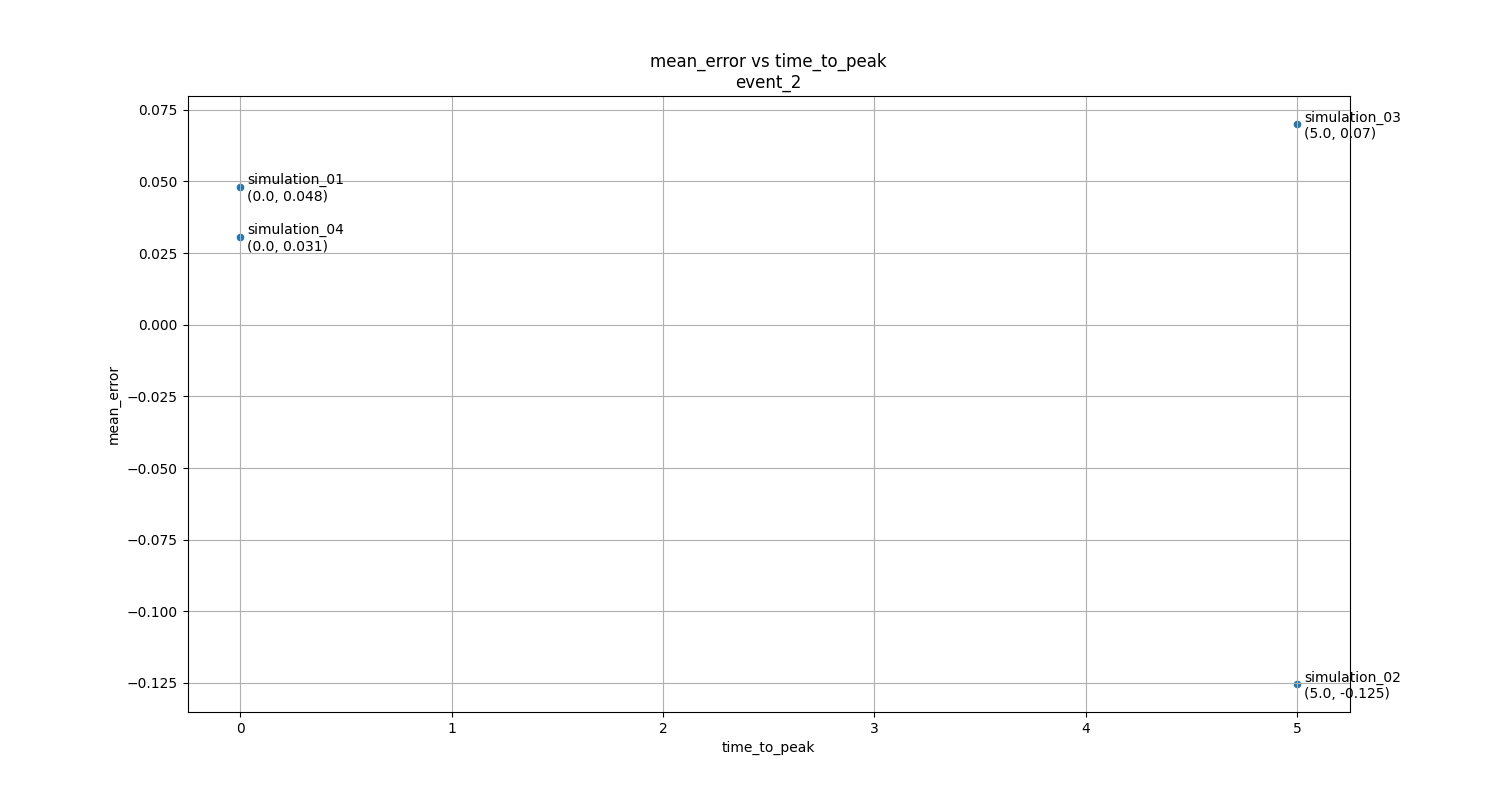 mean_error vs time_to_peak
event_2
0.075
0.050
0.025
0.000
−0.025
−0.050
−0.075
−0.100
−0.125
mean_error
simulation_03
(5.0, 0.07)
simulation_01
(0.0, 0.048)
simulation_04
(0.0, 0.031)
simulation_02
(5.0, -0.125)
0 1 2 3 4 5
time_to_peak